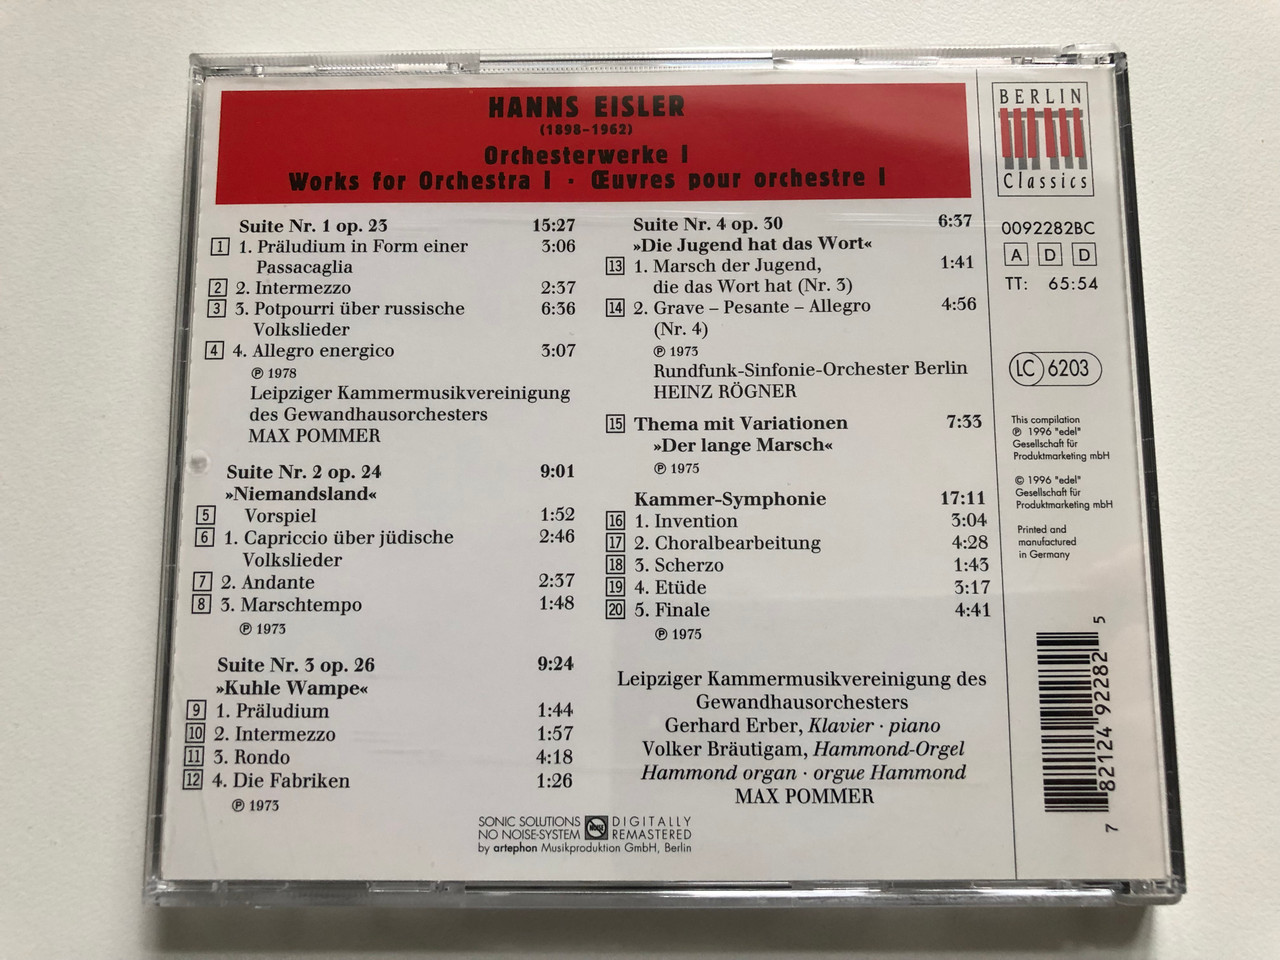 HANNS EISLER
(1898–1962)
Orchesterwerke I
Works for Orchestra I · Œuvres pour orchestre I
Suite Nr. 1 op. 23 15:27
1 1. Präludium in Form einer 3:06
Passacaglia
2 2. Intermezzo 2:37
3 3. Potpourri über russische 6:36
Volkslieder
4 4. Allegro energico 3:07
℗ 1978
Leipziger Kammermusikvereinigung
des Gewandhausorchesters
MAX POMMER
Suite Nr. 2 op. 24 9:01
»Niemandsland«
5 Vorspiel 1:52
6 1. Capriccio über jüdische 2:46
Volkslieder
7 2. Andante 2:37
8 3. Marschtempo 1:48
℗ 1973
Suite Nr. 3 op. 26 9:24
»Kuhle Wampe«
9 1. Präludium 1:44
10 2. Intermezzo 1:57
11 3. Rondo 4:18
12 4. Die Fabriken 1:26
℗ 1973
Suite Nr. 4 op. 30 6:37
»Die Jugend hat das Wort«
13 1. Marsch der Jugend, 1:41
die das Wort hat (Nr. 3)
14 2. Grave – Pesante – Allegro 4:56
(Nr. 4)
℗ 1973
Rundfunk-Sinfonie-Orchester Berlin
HEINZ RÖGNER
15 Thema mit Variationen 7:33
»Der lange Marsch«
℗ 1975
Kammer-Symphonie 17:11
16 1. Invention 3:04
17 2. Choralbearbeitung 4:28
18 3. Scherzo 1:43
19 4. Etüde 3:17
20 5. Finale 4:41
℗ 1975
Leipziger Kammermusikvereinigung des
Gewandhausorchesters
Gerhard Erber, Klavier · piano
Volker Bräutigam, Hammond-Orgel
Hammond organ · orgue Hammond
MAX POMMER
SONIC SOLUTIONS NOISE DIGITALLY
NO NOISE-SYSTEM REMASTERED
by artephon Musikproduktion GmbH, Berlin
BERLIN
Classics
0092282BC
A D D
TT: 65:54
LC 6203
This compilation
℗ 1996 "edel"
Gesellschaft für
Produktmarketing mbH
© 1996 "edel"
Gesellschaft für
Produktmarketing mbH
Printed and
manufactured
in Germany
7 82124 92282 5